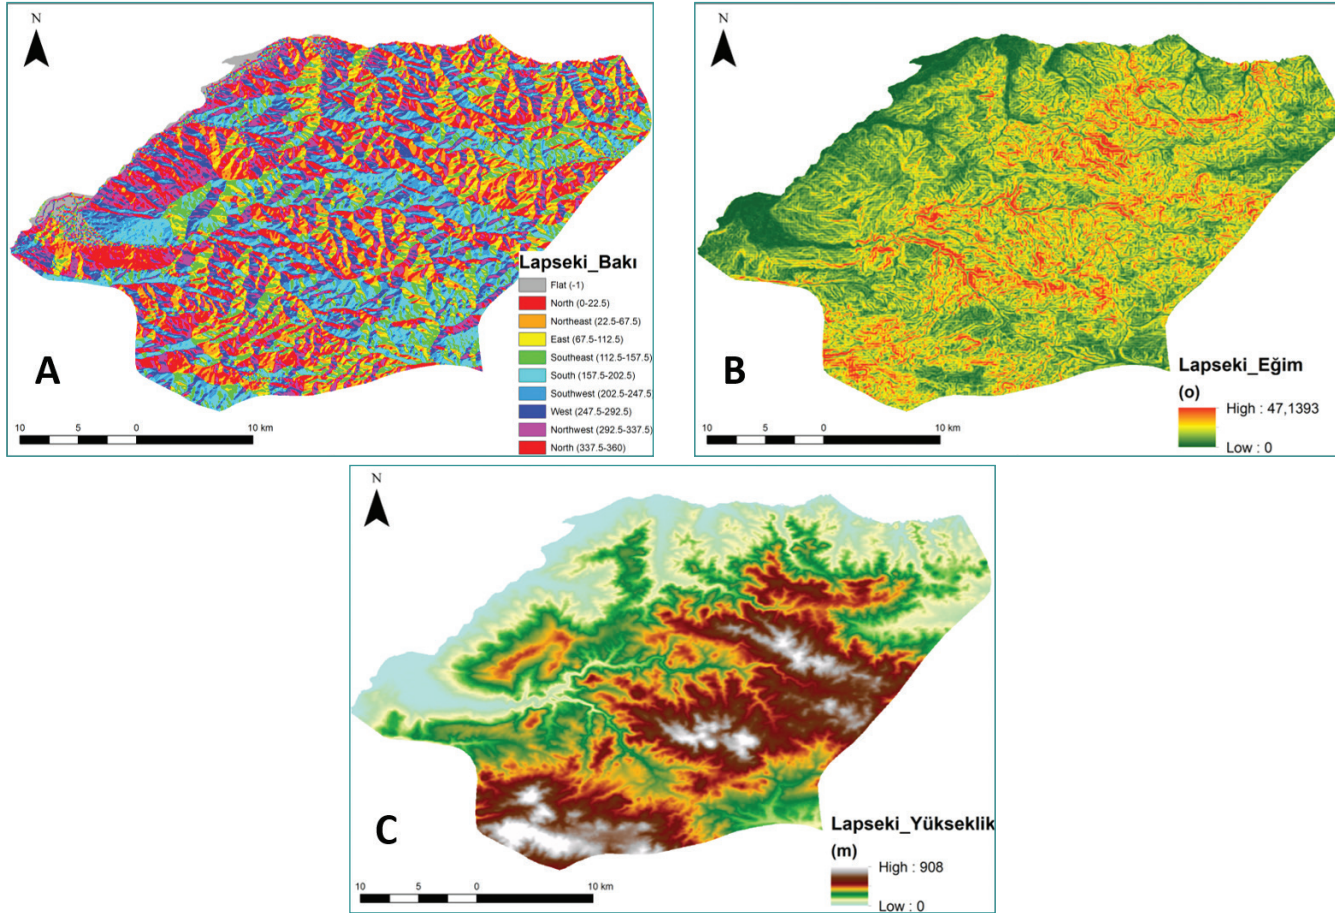 N
Lapseki_Bakı
Flat (-1)
North (0-22.5)
Northeast (22.5-67.5)
East (67.5-112.5)
Southeast (112.5-157.5)
South (157.5-202.5)
Southwest (202.5-247.5)
West (247.5-292.5)
Northwest (292.5-337.5)
North (337.5-360)
A
10 5 0 10 km
N
B
Lapseki_Eğim
(o)
High : 47,1393
Low : 0
10 5 0 10 km
N
C
Lapseki_Yükseklik
(m)
High : 908
Low : 0
10 5 0 10 km